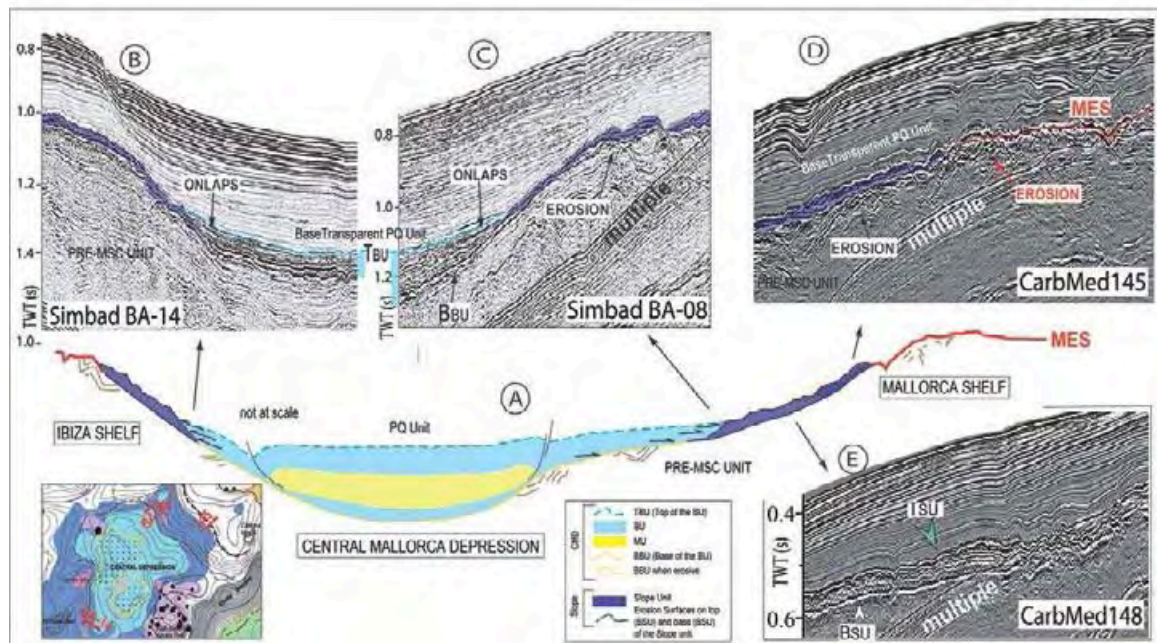 B
0.8
1.0
1.2
1.4
TWT (s)
ONLAPS
BaseTransparent PQ Unit
PRE-MSC UNIT
TBU
Simbad BA-14
C
0.8
1.0
1.2
TWT (s)
ONLAPS
EROSION
multiple
BBU
Simbad BA-08
D
MES
BaseTransparent PQ Unit
EROSION
EROSION
multiple
PRE-MSC UNIT
CarbMed145
1.0
A
MES
MALLORCA SHELF
not at scale
IBIZA SHELF
PQ Unit
PRE-MSC UNIT
CENTRAL MALLORCA DEPRESSION
CENTRAL DEPRESSION
CMD
TBU (Top of the BU)
BU
MU
BBU (Base of the BU)
BBU when erosive
Slope
Slope Unit
Erosion Surfaces on top
(BSU) and base (BSU)
of the Slope unit
E
0.4
0.6
TWT (s)
TSU
BSU
multiple
CarbMed148